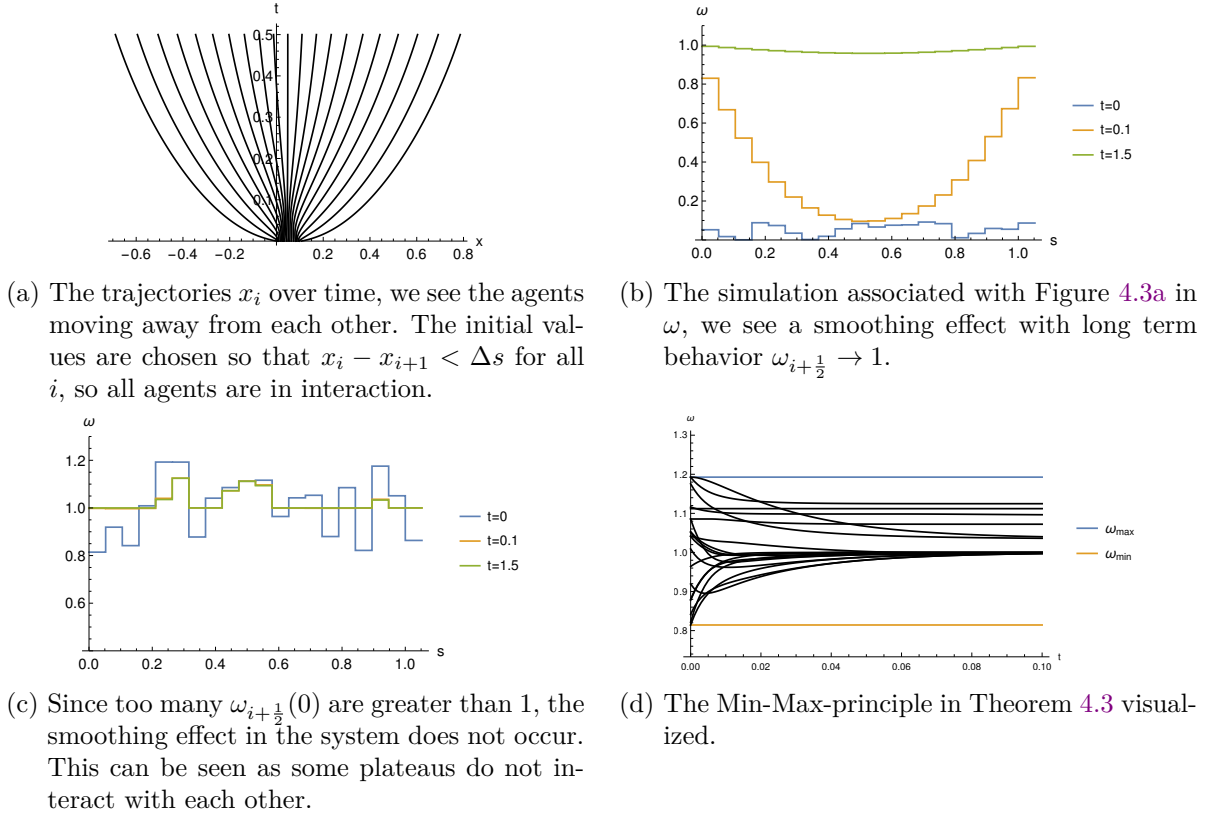 t
0.5
0.4
0.3
0.2
0.1
−0.6 −0.4 −0.2 0.2 0.4 0.6 0.8 x
(a) The trajectories x_i over time, we see the agents
moving away from each other. The initial val-
ues are chosen so that x_i − x_{i+1} < Δs for all
i, so all agents are in interaction.
ω
1.0
0.8
0.6
0.4
0.2
0.0 0.2 0.4 0.6 0.8 1.0 s
t=0
t=0.1
t=1.5
(b) The simulation associated with Figure 4.3a in
ω, we see a smoothing effect with long term
behavior ω_{i+1/2} → 1.
ω
1.2
1.0
0.8
0.6
0.0 0.2 0.4 0.6 0.8 1.0 s
t=0
t=0.1
t=1.5
(c) Since too many ω_{i+1/2}(0) are greater than 1, the
smoothing effect in the system does not occur.
This can be seen as some plateaus do not in-
teract with each other.
ω
1.3
1.2
1.1
1.0
0.9
0.8
0.00 0.02 0.04 0.06 0.08 0.10 t
ω_max
ω_min
(d) The Min-Max-principle in Theorem 4.3 visual-
ized.